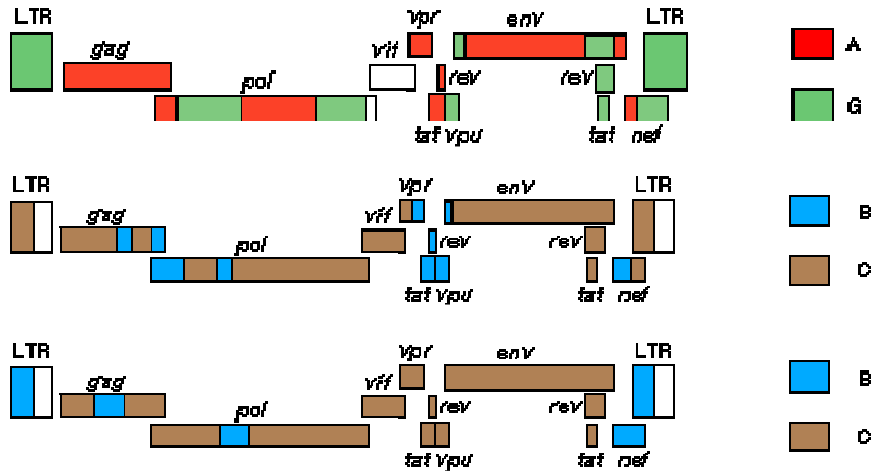 LTR vpr env LTR
gag vif A
pol rev rev
G
tat vpu tat nef
LTR vpr env LTR
gag vif B
pol rev rev
C
tat vpu tat nef
LTR vpr env LTR
gag vif B
pol rev rev
C
tat vpu tat nef